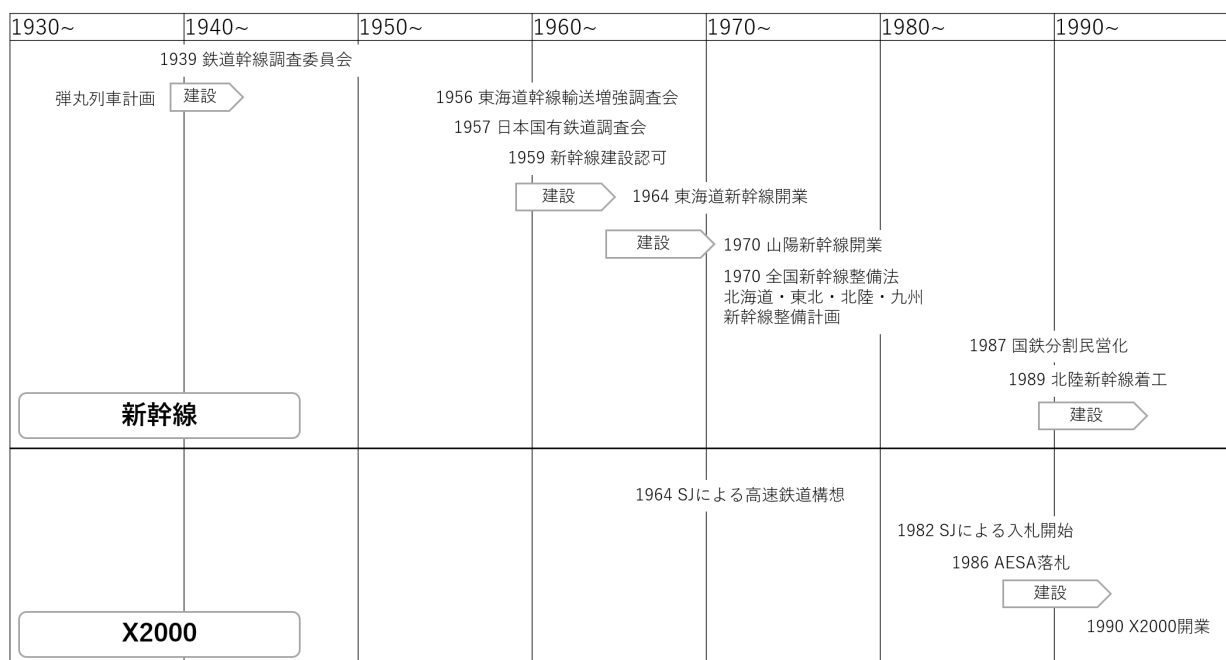 1930~
1940~
1950~
1960~
1970~
1980~
1990~
1939 鉄道幹線調査委員会
弾丸列車計画
建設
1956 東海道幹線輸送増強調査会
1957 日本国有鉄道調査会
1959 新幹線建設認可
建設
1964 東海道新幹線開業
建設
1970 山陽新幹線開業
1970 全国新幹線整備法
北海道・東北・北陸・九州
新幹線整備計画
1987 国鉄分割民営化
1989 北陸新幹線着工
建設
新幹線
1964 SJによる高速鉄道構想
1982 SJによる入札開始
1986 AESA落札
建設
1990 X2000開業
X2000